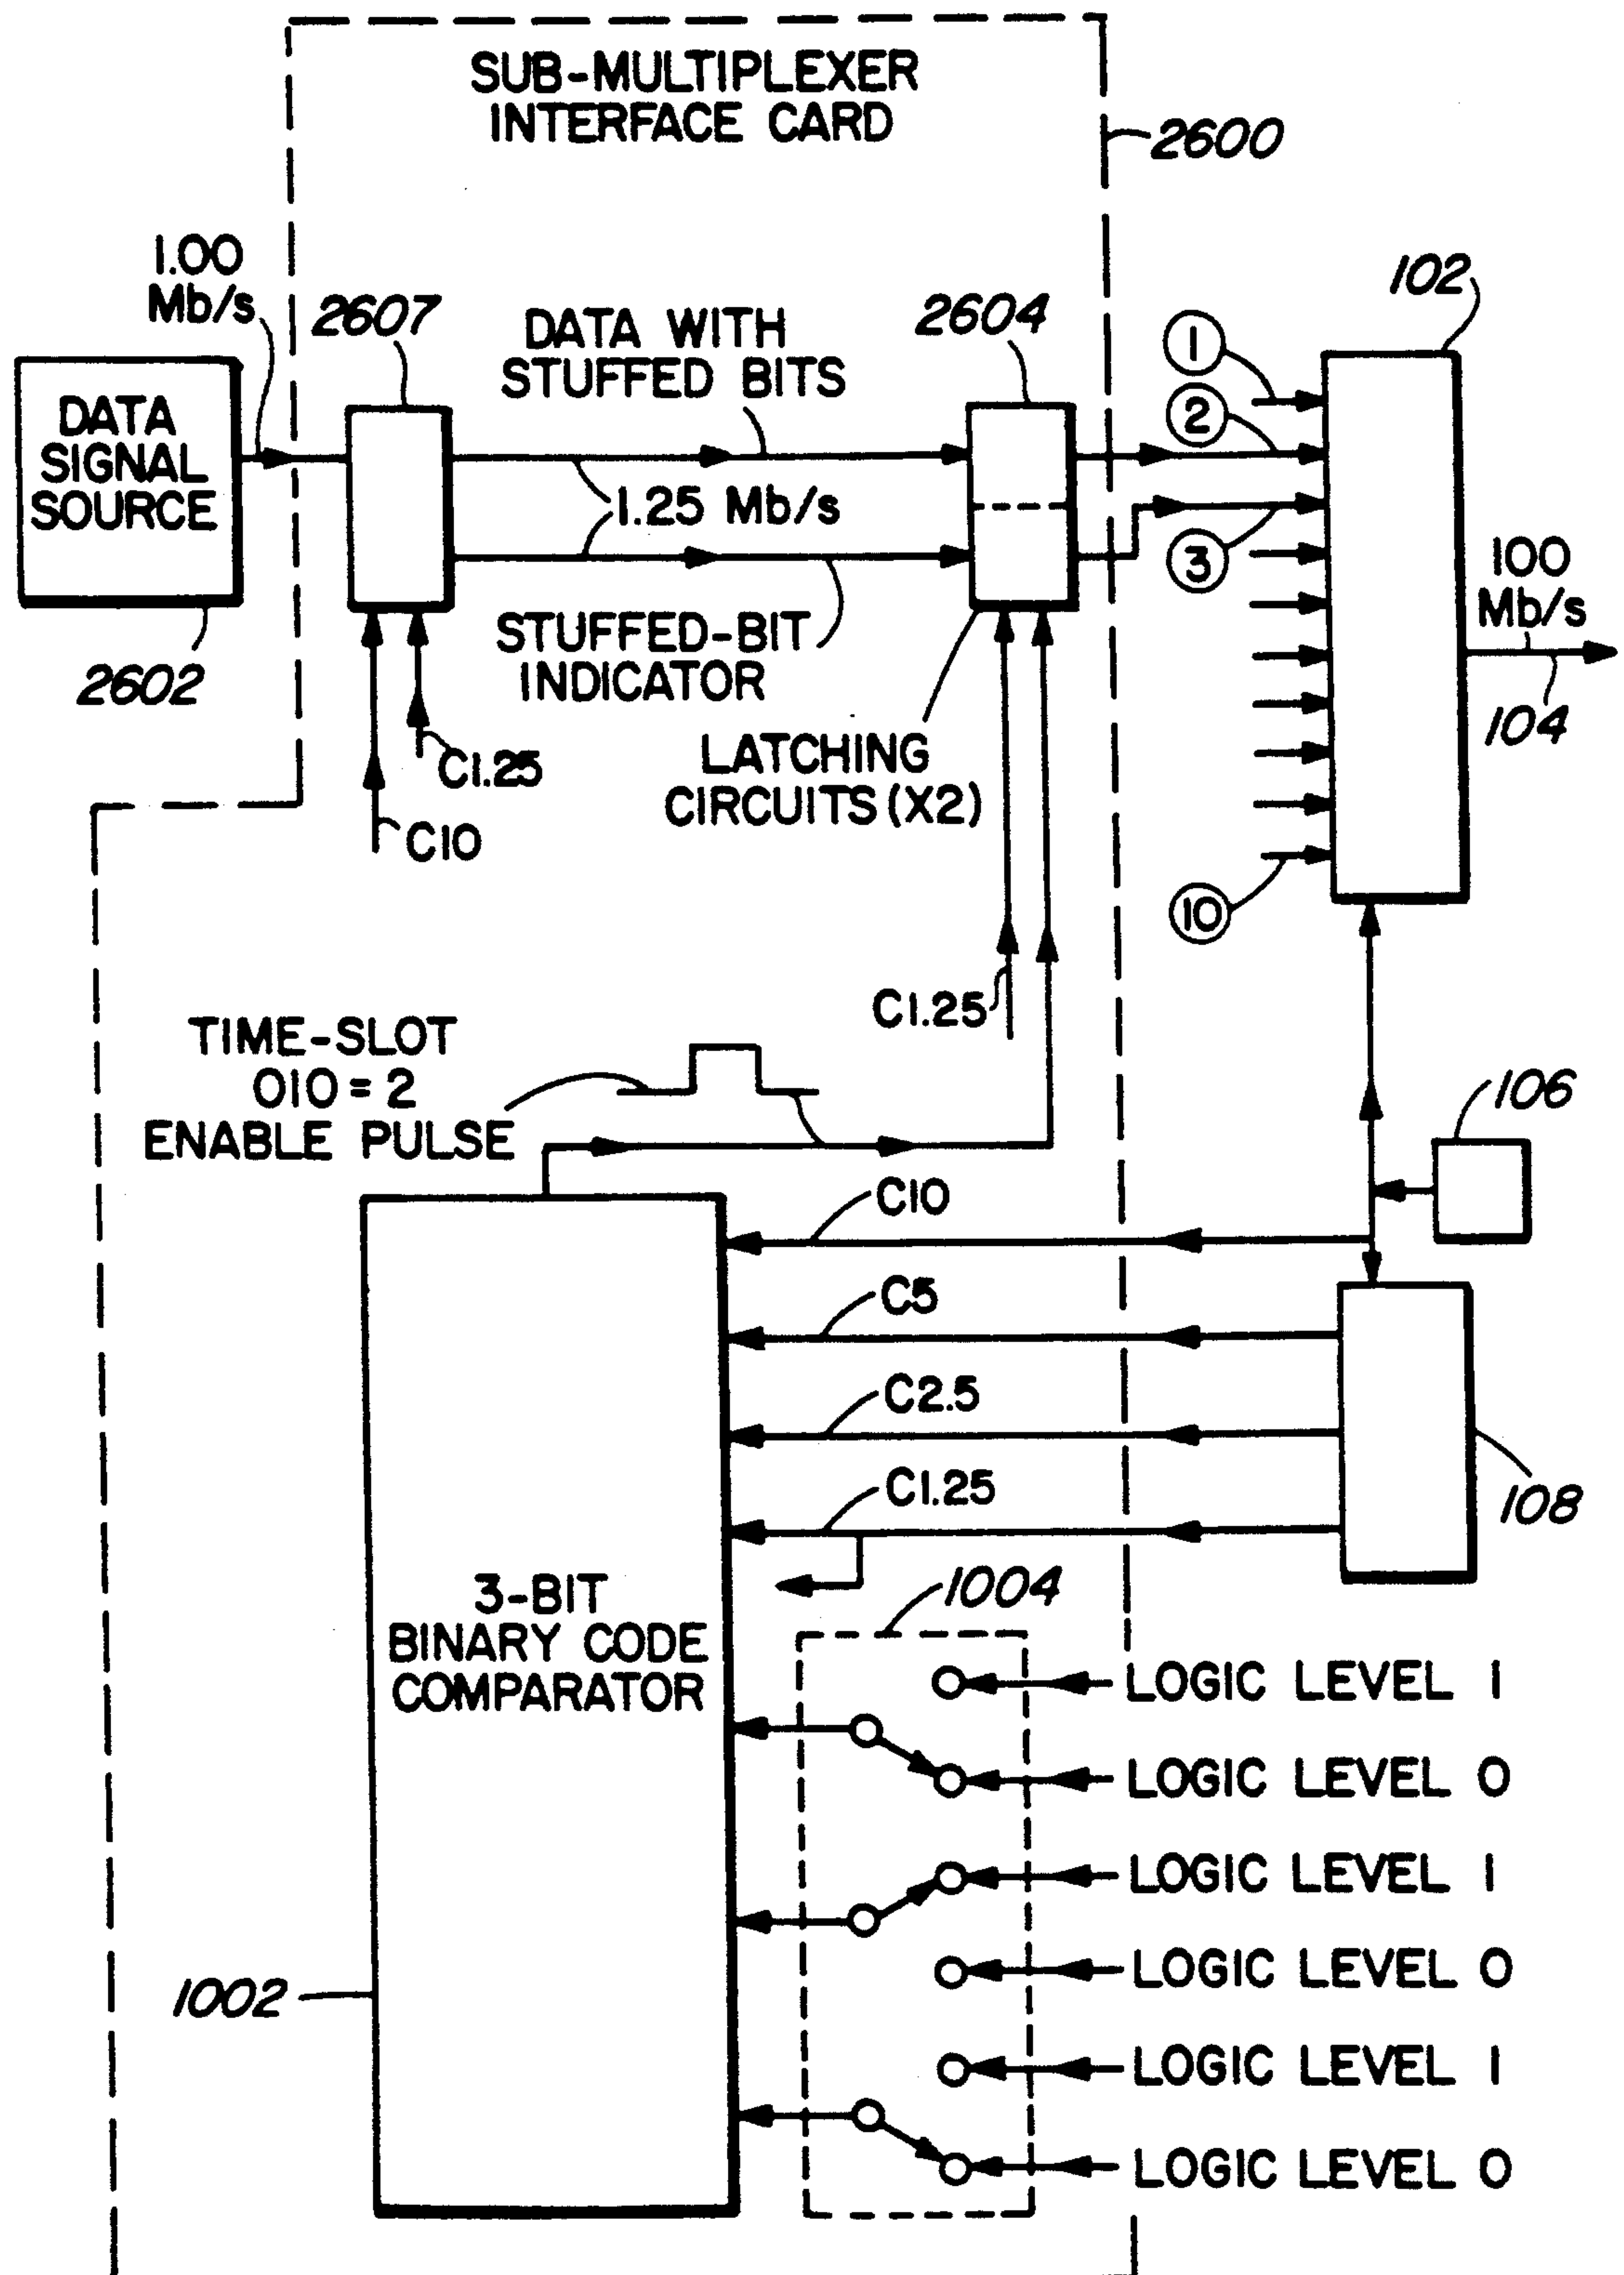 SUB-MULTIPLEXER
INTERFACE CARD
2600
1.00
Mb/s
2607
DATA WITH
STUFFED BITS
2604
1
102
2
DATA
SIGNAL
SOURCE
1.25 Mb/s
3
100
Mb/s
STUFFED-BIT
INDICATOR
2602
104
C1.25
LATCHING
CIRCUITS (X2)
C10
10
C1.25
TIME-SLOT
010 = 2
ENABLE PULSE
106
C10
C5
C2.5
C1.25
108
3-BIT
BINARY CODE
COMPARATOR
1004
LOGIC LEVEL 1
LOGIC LEVEL 0
LOGIC LEVEL 1
LOGIC LEVEL 0
1002
LOGIC LEVEL 1
LOGIC LEVEL 0